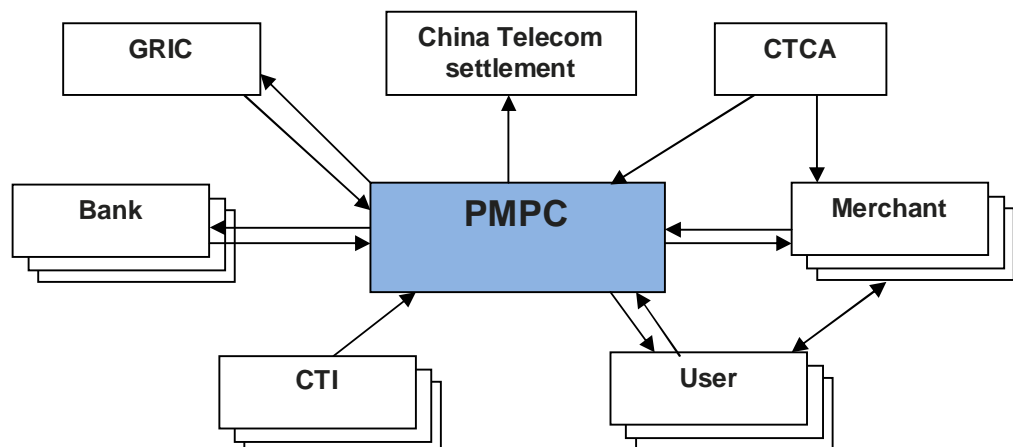 GRIC
China Telecom
settlement
CTCA
Bank
PMPC
Merchant
CTI
User